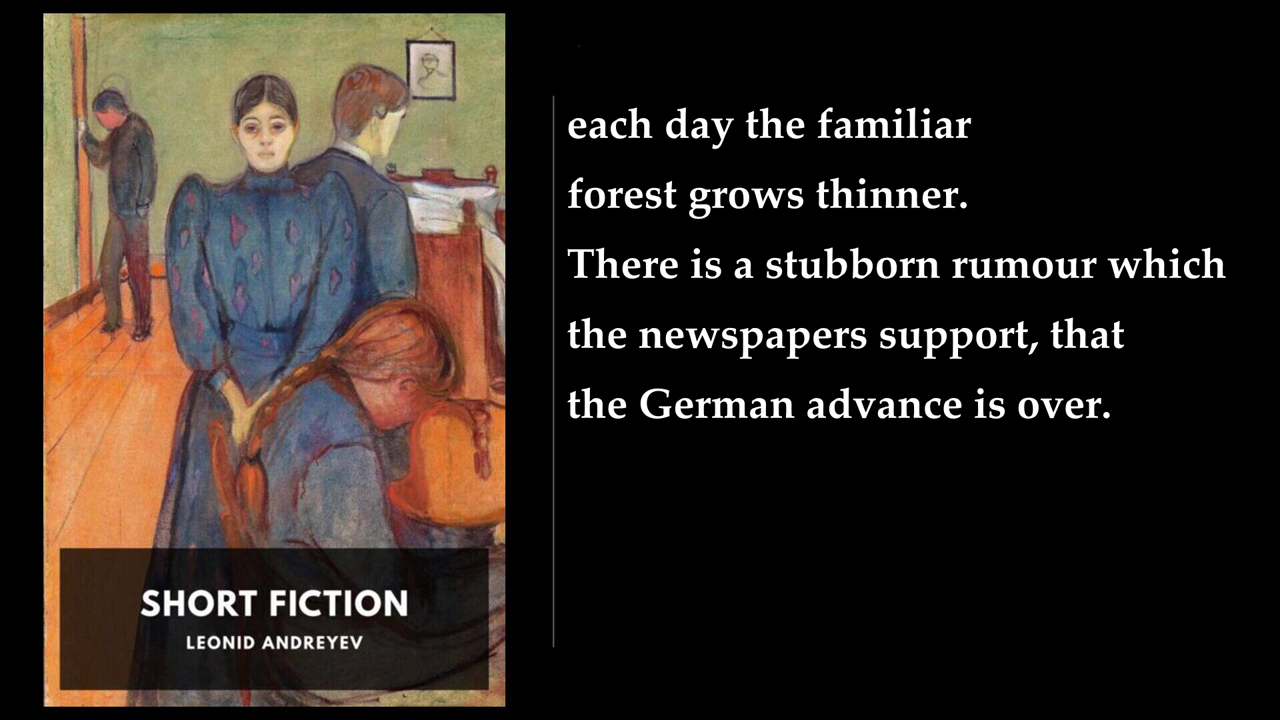 SHORT FICTION
LEONID ANDREYEV
each day the familiar
forest grows thinner.
There is a stubborn rumour which
the newspapers support, that
the German advance is over.